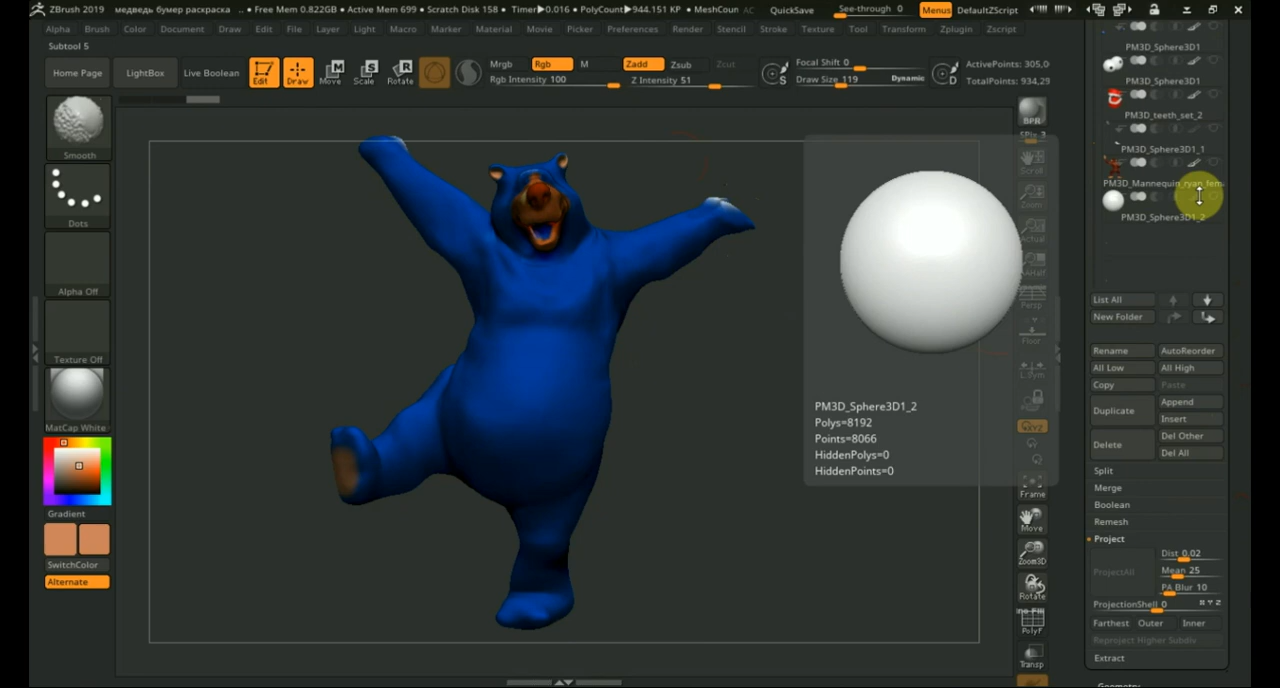 ZBrush 2019 медведь бумер раскраска .. • Free Mem 0.822GB • Active Mem 699 • Scratch Disk 158 • Timer▶0.016 • PolyCount▶944.151 KP • MeshCoun AC QuickSave See-through 0 Menus DefaultZScript
Alpha Brush Color Document Draw Edit File Layer Light Macro Marker Material Movie Picker Preferences Render Stencil Stroke Texture Tool Transform Zplugin Zscript
Subtool 5
Home Page LightBox Live Boolean Edit Draw Move Scale Rotate
Mrgb Rgb M Zadd Zsub Zcut
Rgb Intensity 100 Z Intensity 51
Focal Shift 0
Draw Size 119 Dynamic
ActivePoints: 305,0
TotalPoints: 934,29
S
D
Smooth
Dots
Alpha Off
Texture Off
MatCap White
Gradient
SwitchColor
Alternate
PM3D_Sphere3D1_2
Polys=8192
Points=8066
HiddenPolys=0
HiddenPoints=0
BPR
SPix 3
Scroll
Zoom
Actual
AAHalf
Persp
Floor
L.Sym
XYZ
Frame
Move
Zoom3D
Rotate
PolyF
Transp
PM3D_Sphere3D1
PM3D_Sphere3D1
PM3D_teeth_set_2
PM3D_Sphere3D1_1
PM3D_Mannequin_ryan_fem
PM3D_Sphere3D1_2
List All
New Folder
Rename AutoReorder
All Low All High
Copy Paste
Duplicate Append
Insert
Delete Del Other
Del All
Split
Merge
Boolean
Remesh
Project
ProjectAll Dist 0.02
Mean 25
PA Blur 10
ProjectionShell 0 X Y Z
Farthest Outer Inner
Reproject Higher Subdiv
Extract
Geometry